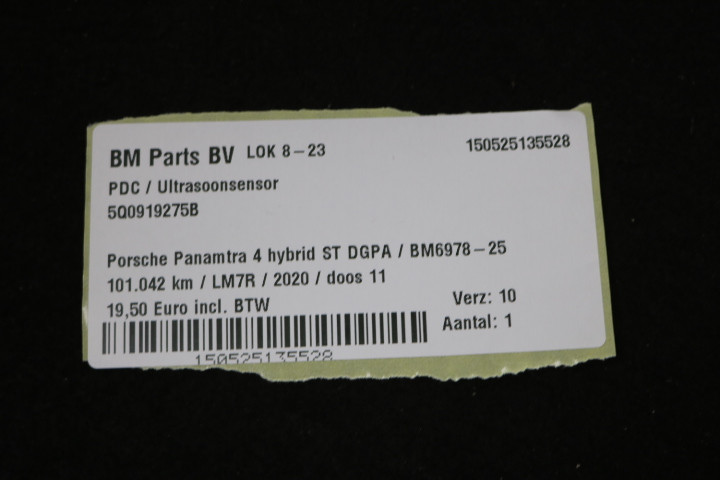 BM Parts BV LOK 8-23 150525135528
PDC / Ultrasoonsensor
5Q0919275B
Porsche Panamtra 4 hybrid ST DGPA / BM6978-25
101.042 km / LM7R / 2020 / doos 11
19,50 Euro incl. BTW
Verz: 10
Aantal: 1
150525135528